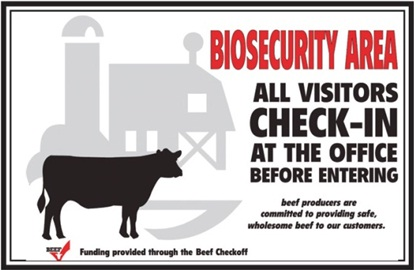 BIOSECURITY AREA
ALL VISITORS
CHECK-IN
AT THE OFFICE
BEFORE ENTERING
beef producers are
committed to providing safe,
wholesome beef to our customers.
BEEF
Funding provided through the Beef Checkoff